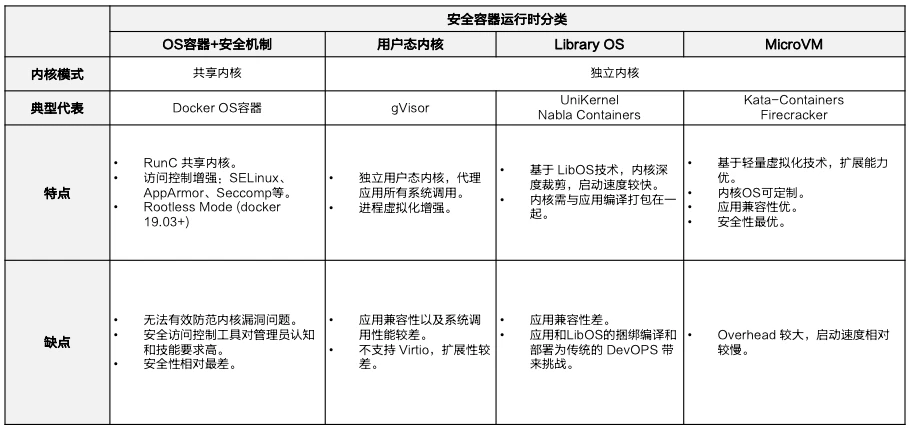 安全容器运行时分类
OS容器+安全机制
用户态内核
Library OS
MicroVM
内核模式
共享内核
独立内核
典型代表
Docker OS容器
gVisor
UniKernel
Nabla Containers
Kata-Containers
Firecracker
特点
• RunC 共享内核。
• 访问控制增强：SELinux、
AppArmor、Seccomp等。
• Rootless Mode (docker
19.03+)
• 独立用户态内核，代理
应用所有系统调用。
• 进程虚拟化增强。
• 基于 LibOS技术，内核深
度裁剪，启动速度较快。
• 内核需与应用编译打包在一
起。
• 基于轻量虚拟化技术，扩展能力
优。
• 内核OS可定制。
• 应用兼容性优。
• 安全性最优。
缺点
• 无法有效防范内核漏洞问题。
• 安全访问控制工具对管理员认知
和技能要求高。
• 安全性相对最差。
• 应用兼容性以及系统调
用性能较差。
• 不支持 Virtio，扩展性较
差。
• 应用兼容性差。
• 应用和LibOS的捆绑编译和
部署为传统的 DevOPS 带
来挑战。
• Overhead 较大，启动速度相对
较慢。